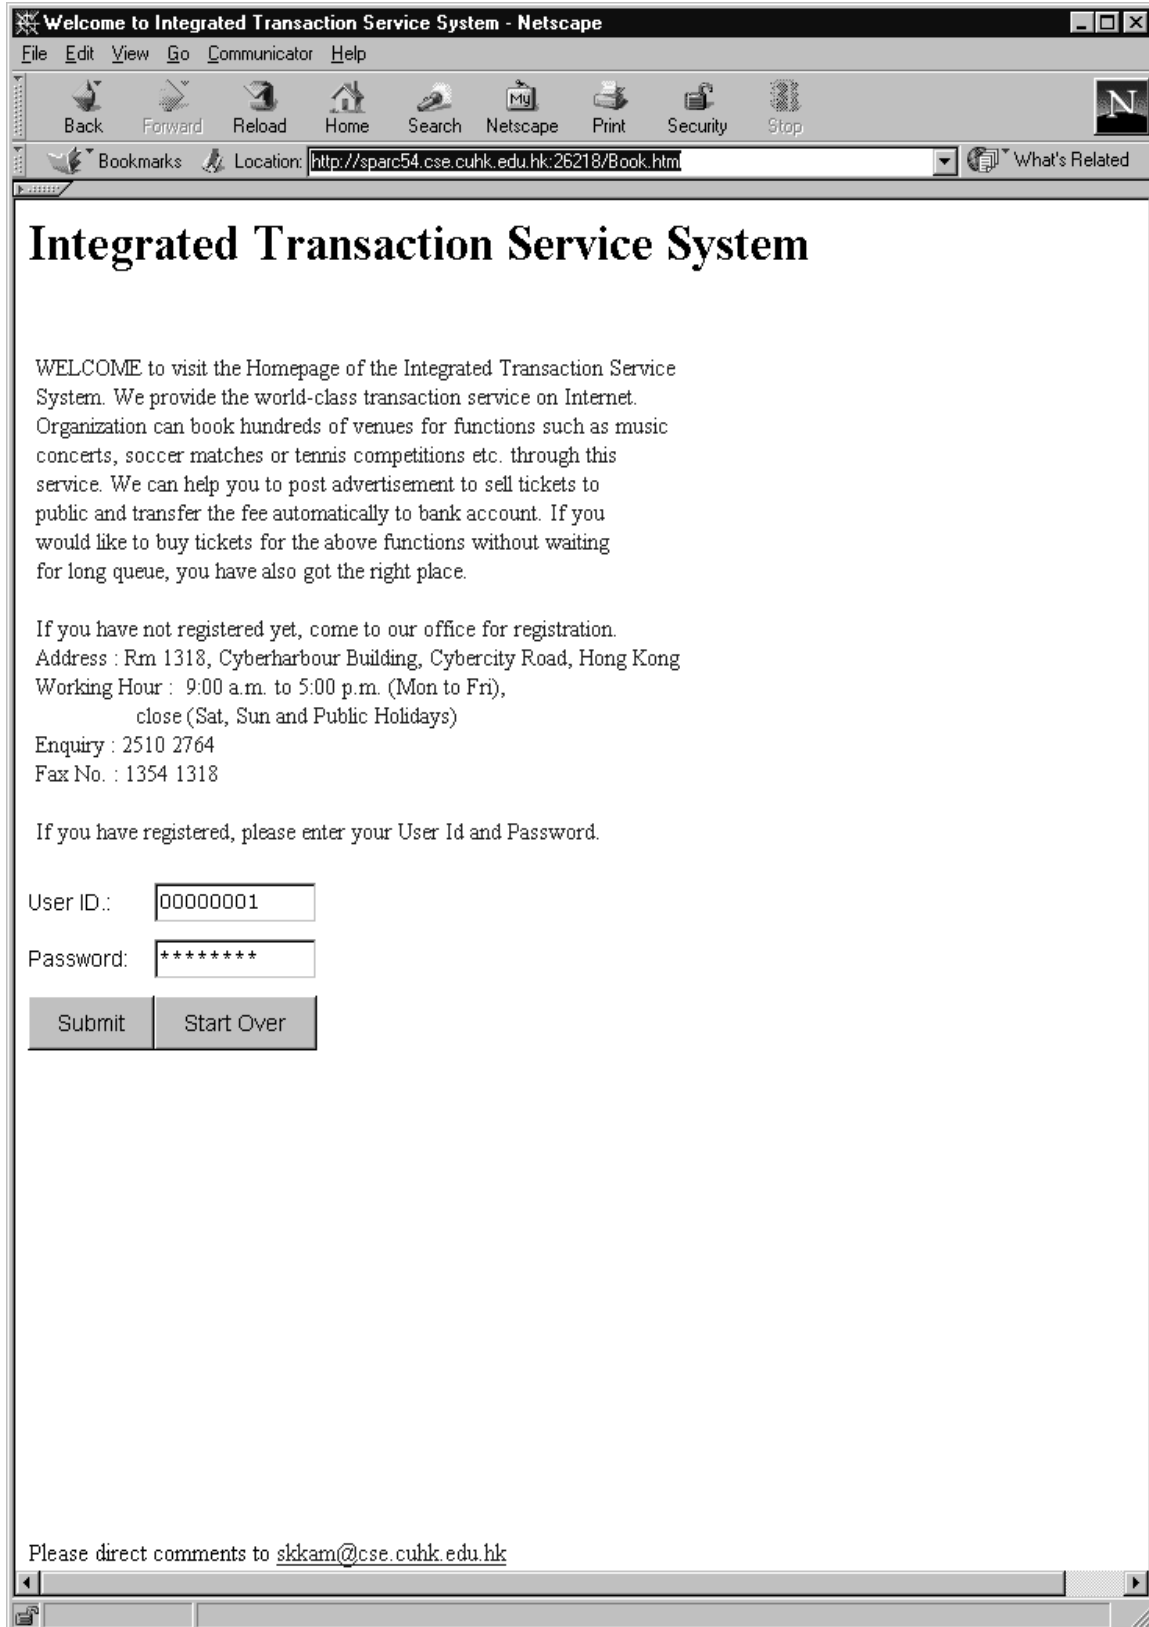 Welcome to Integrated Transaction Service System - Netscape
File Edit View Go Communicator Help
My N
Back Forward Reload Home Search Netscape Print Security Stop
Bookmarks Location: http://sparc54.cse.cuhk.edu.hk:26218/Book.html What's Related
Integrated Transaction Service System
WELCOME to visit the Homepage of the Integrated Transaction Service
System. We provide the world-class transaction service on Internet.
Organization can book hundreds of venues for functions such as music
concerts, soccer matches or tennis competitions etc. through this
service. We can help you to post advertisement to sell tickets to
public and transfer the fee automatically to bank account. If you
would like to buy tickets for the above functions without waiting
for long queue, you have also got the right place.
If you have not registered yet, come to our office for registration.
Address : Rm 1318, Cyberharbour Building, Cybercity Road, Hong Kong
Working Hour : 9:00 a.m. to 5:00 p.m. (Mon to Fri),
close (Sat, Sun and Public Holidays)
Enquiry : 2510 2764
Fax No. : 1354 1318
If you have registered, please enter your User Id and Password.
User ID.: 00000001
Password: ********
Submit Start Over
Please direct comments to skkam@cse.cuhk.edu.hk